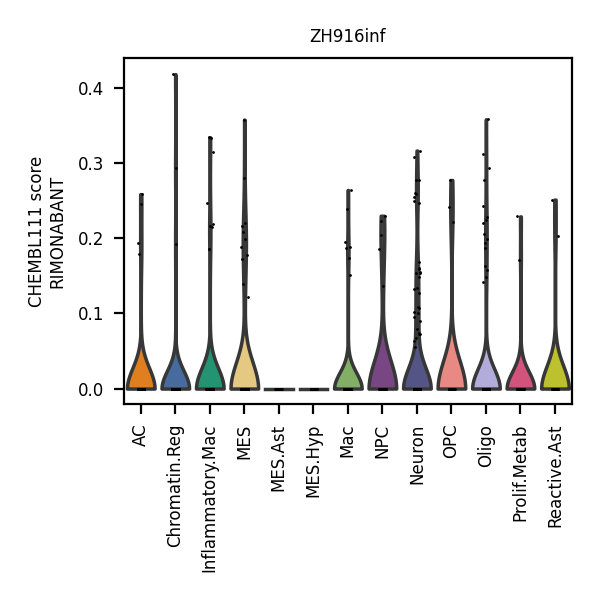 ZH916inf
CHEMBL111 score
RIMONABANT
0.4
0.3
0.2
0.1
0.0
AC
Chromatin.Reg
Inflammatory.Mac
MES
MES.Ast
MES.Hyp
Mac
NPC
Neuron
OPC
Oligo
Prolif.Metab
Reactive.Ast